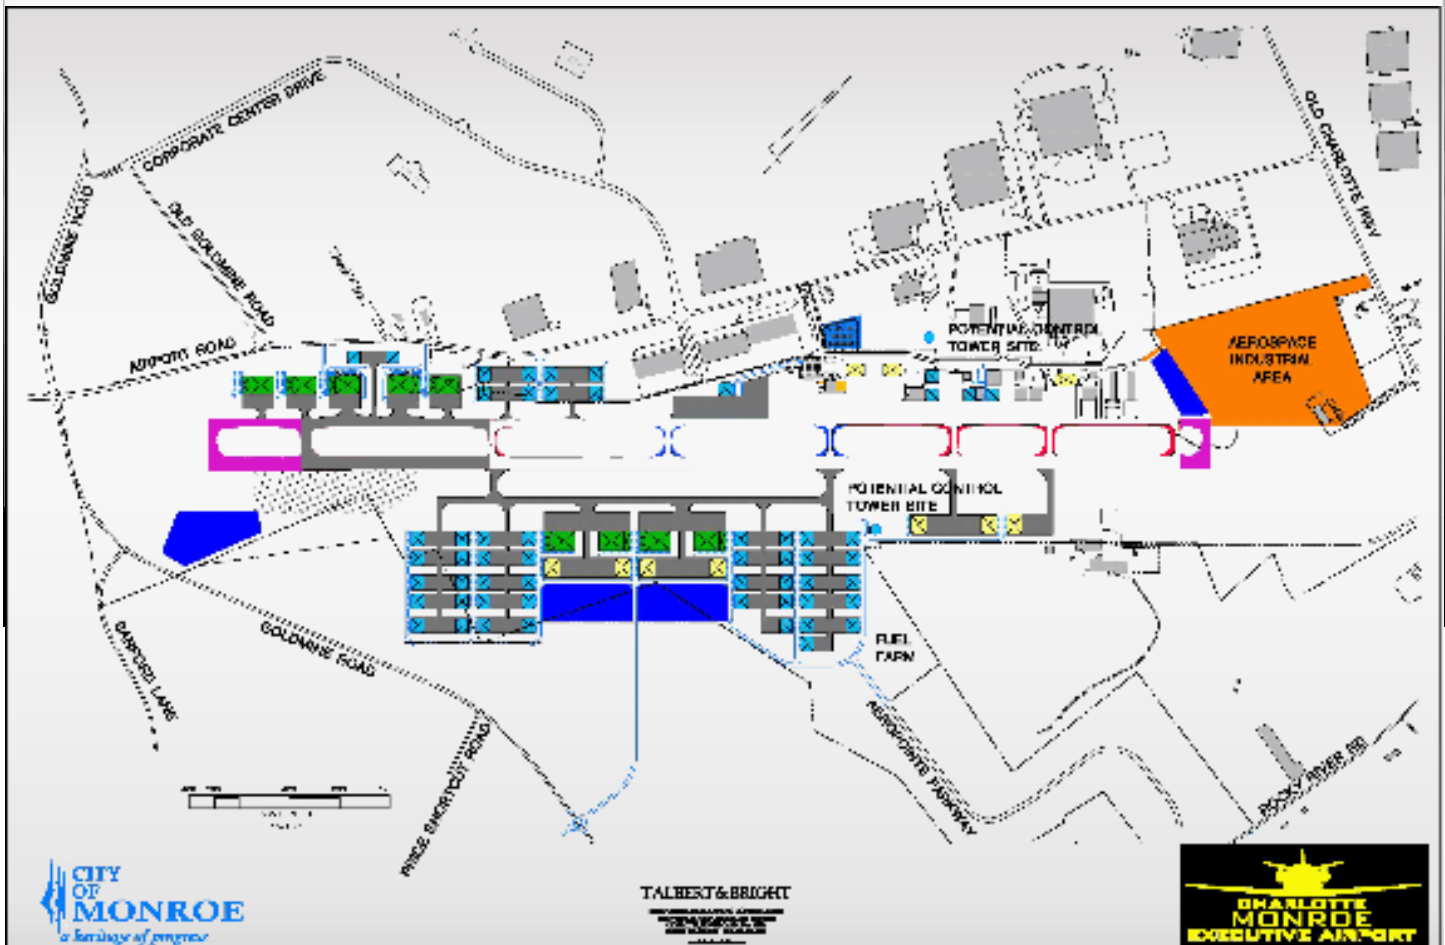 CORPORATE CENTER DRIVE
OLD CHARLOTTE HWY
GOLDMINE ROAD
OLD GOLDMINE ROAD
AIRPORT ROAD
POTENTIAL CONTROL
TOWER SITE
AEROSPACE
INDUSTRIAL
AREA
POTENTIAL CONTROL
TOWER SITE
GOLDMINE ROAD
LANE
FUEL
FARM
AEROPOINTE PARKWAY
PRICE SHORTCUT ROAD
ROCKY RIVER RD
CITY
OF
MONROE
a heritage of progress
TALBERT & BRIGHT
CHARLOTTE
MONROE
EXECUTIVE AIRPORT